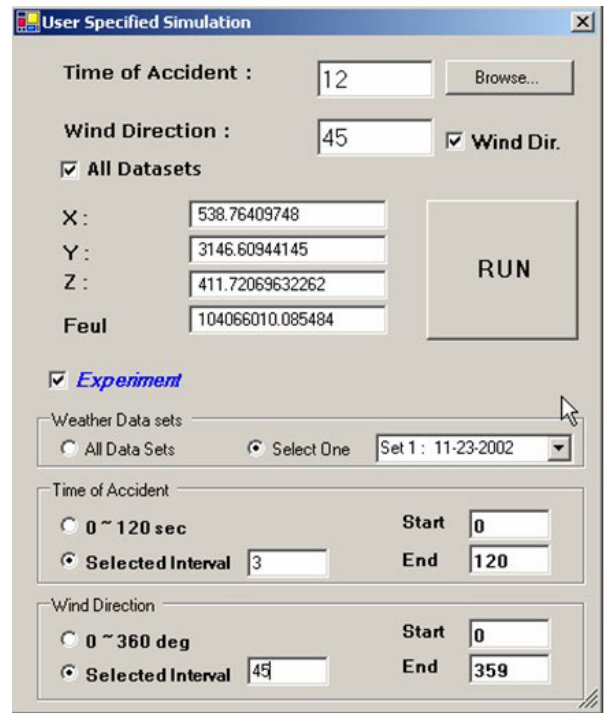 User Specified Simulation
Time of Accident : 12 Browse...
Wind Direction : 45 Wind Dir.
All Datasets
X : 538.76409748
Y : 3146.60944145
Z : 411.72069632262
Feul 104066010.085484
RUN
Experiment
Weather Data sets
All Data Sets Select One Set 1 : 11-23-2002
Time of Accident
0 ~ 120 sec Start 0
Selected Interval 3 End 120
Wind Direction
0 ~ 360 deg Start 0
Selected Interval 45 End 359